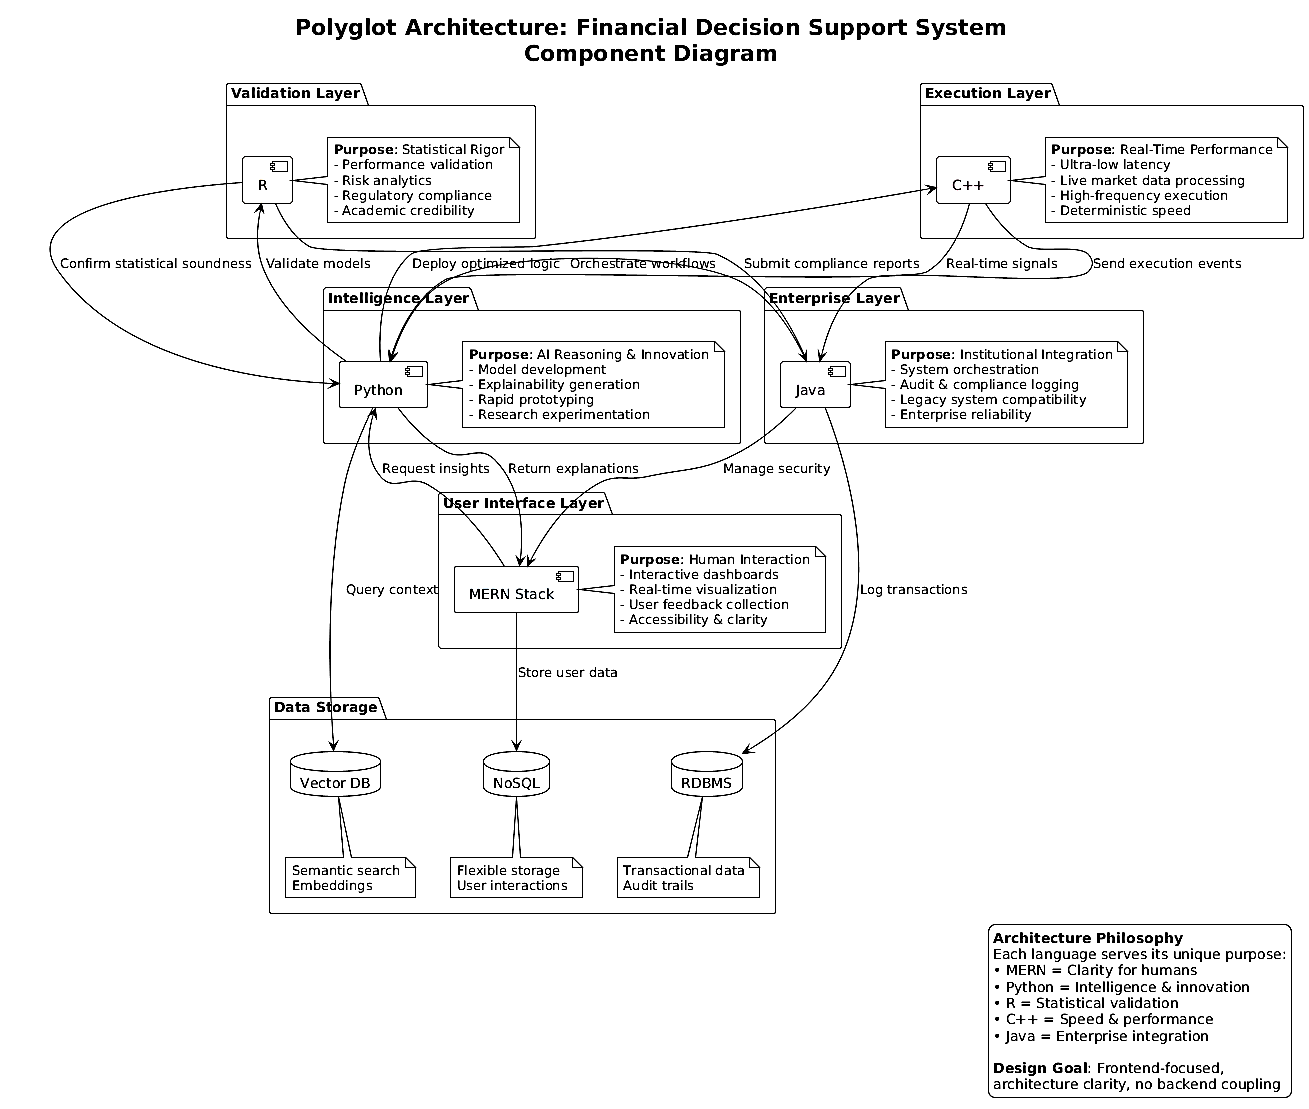 Polyglot Architecture: Financial Decision Support System
Component Diagram
Validation Layer
R
Purpose: Statistical Rigor
- Performance validation
- Risk analytics
- Regulatory compliance
- Academic credibility
Execution Layer
C++
Purpose: Real-Time Performance
- Ultra-low latency
- Live market data processing
- High-frequency execution
- Deterministic speed
Confirm statistical soundness
Validate models
Deploy optimized logic
Orchestrate workflows
Submit compliance reports
Real-time signals
Send execution events
Intelligence Layer
Python
Purpose: AI Reasoning & Innovation
- Model development
- Explainability generation
- Rapid prototyping
- Research experimentation
Enterprise Layer
Java
Purpose: Institutional Integration
- System orchestration
- Audit & compliance logging
- Legacy system compatibility
- Enterprise reliability
Request insights
Return explanations
Manage security
User Interface Layer
MERN Stack
Purpose: Human Interaction
- Interactive dashboards
- Real-time visualization
- User feedback collection
- Accessibility & clarity
Query context
Log transactions
Store user data
Data Storage
Vector DB
NoSQL
RDBMS
Semantic search
Embeddings
Flexible storage
User interactions
Transactional data
Audit trails
Architecture Philosophy
Each language serves its unique purpose:
• MERN = Clarity for humans
• Python = Intelligence & innovation
• R = Statistical validation
• C++ = Speed & performance
• Java = Enterprise integration
Design Goal: Frontend-focused,
architecture clarity, no backend coupling